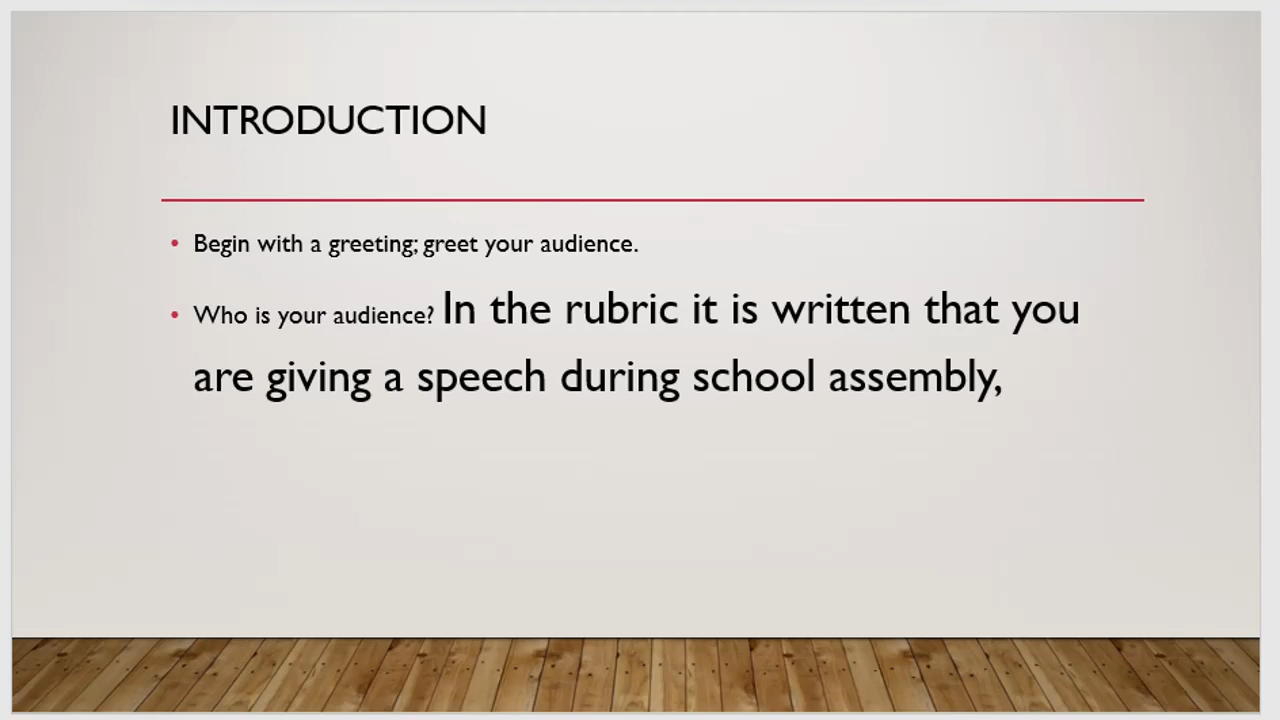 INTRODUCTION
• Begin with a greeting; greet your audience.
• Who is your audience? In the rubric it is written that you
are giving a speech during school assembly,